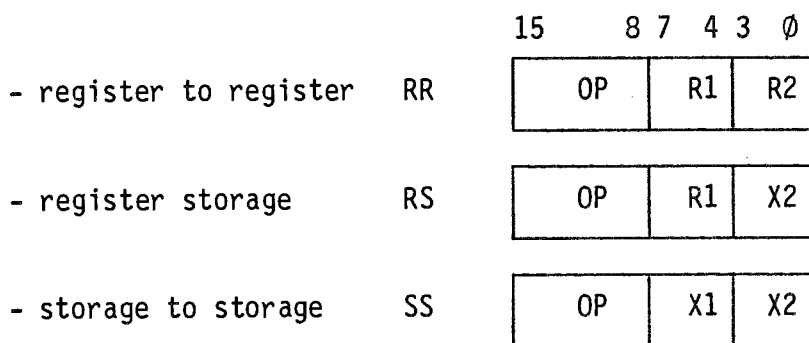 15 8 7 4 3 Ø
- register to register RR OP R1 R2
- register storage RS OP R1 X2
- storage to storage SS OP X1 X2